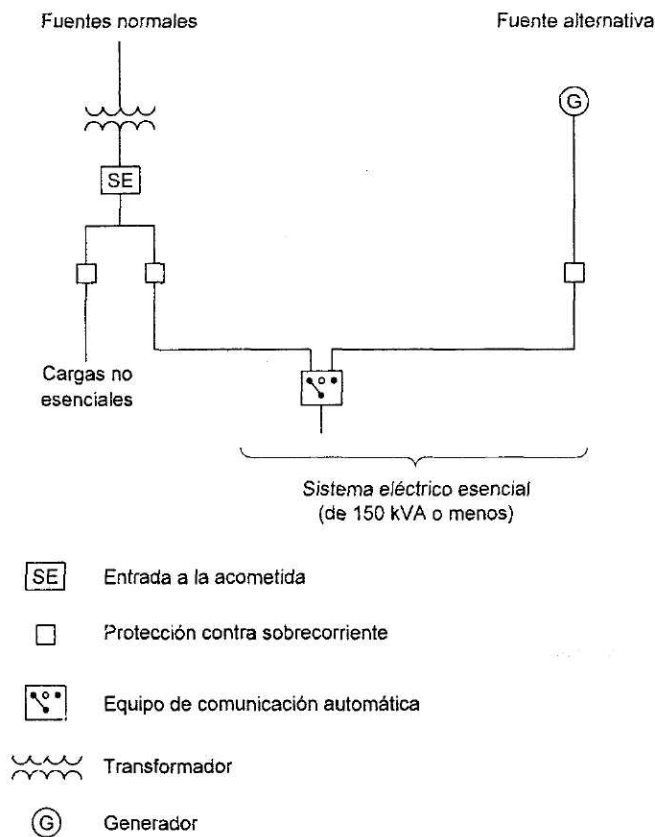 Fuentes normales
Fuente alternativa
G
SE
Cargas no
esenciales
Sistema eléctrico esencial
(de 150 kVA o menos)
SE Entrada a la acometida
Protección contra sobrecorriente
Equipo de comunicación automática
Transformador
G Generador